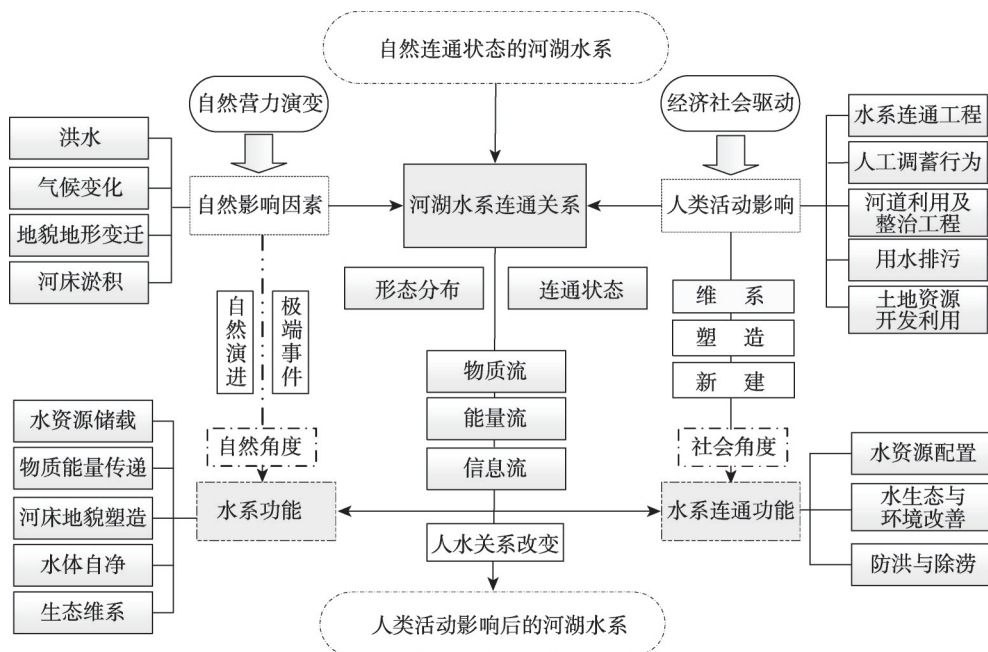 自然连通状态的河湖水系
自然营力演变
经济社会驱动
洪水
气候变化
地貌地形变迁
河床淤积
自然影响因素
河湖水系连通关系
人类活动影响
水系连通工程
人工调蓄行为
河道利用及
整治工程
用水排污
土地资源
开发利用
形态分布
连通状态
自然演进
极端事件
维 系
塑 造
新 建
物质流
能量流
信息流
自然角度
社会角度
水资源储载
物质能量传递
河床地貌塑造
水体自净
生态维系
水系功能
水系连通功能
水资源配置
水生态与
环境改善
防洪与除涝
人水关系改变
人类活动影响后的河湖水系